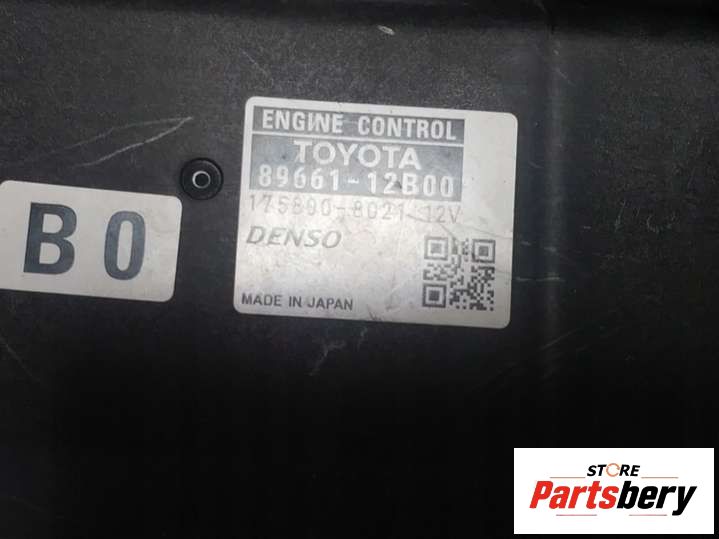 ENGINE CONTROL
TOYOTA
89661-12B00
175800-8021 12V
DENSO
MADE IN JAPAN
B0
STORE
Partsbery